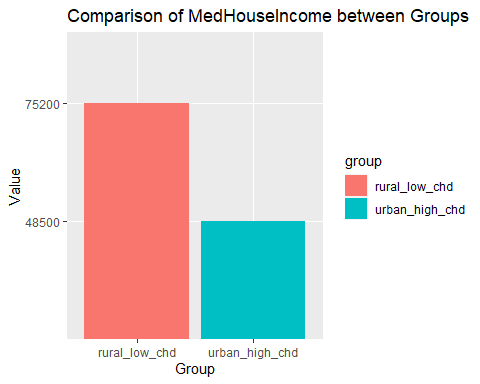 Comparison of MedHouseIncome between Groups
75200
48500
Value
rural_low_chd
urban_high_chd
Group
group
rural_low_chd
urban_high_chd